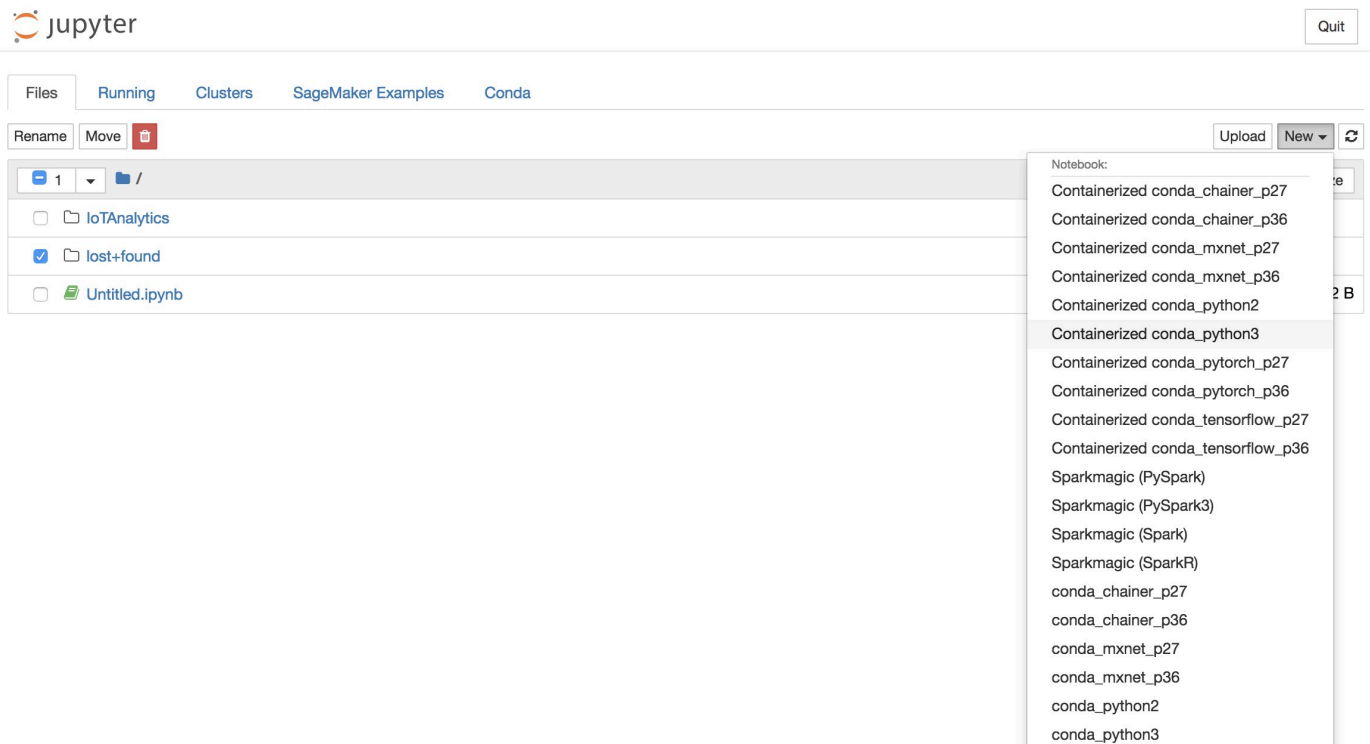 jupyter
Quit
Files Running Clusters SageMaker Examples Conda
Rename Move Upload New
1 /
IoTAnalytics
lost+found
Untitled.ipynb
2 B
Notebook:
Containerized conda_chainer_p27
Containerized conda_chainer_p36
Containerized conda_mxnet_p27
Containerized conda_mxnet_p36
Containerized conda_python2
Containerized conda_python3
Containerized conda_pytorch_p27
Containerized conda_pytorch_p36
Containerized conda_tensorflow_p27
Containerized conda_tensorflow_p36
Sparkmagic (PySpark)
Sparkmagic (PySpark3)
Sparkmagic (Spark)
Sparkmagic (SparkR)
conda_chainer_p27
conda_chainer_p36
conda_mxnet_p27
conda_mxnet_p36
conda_python2
conda_python3